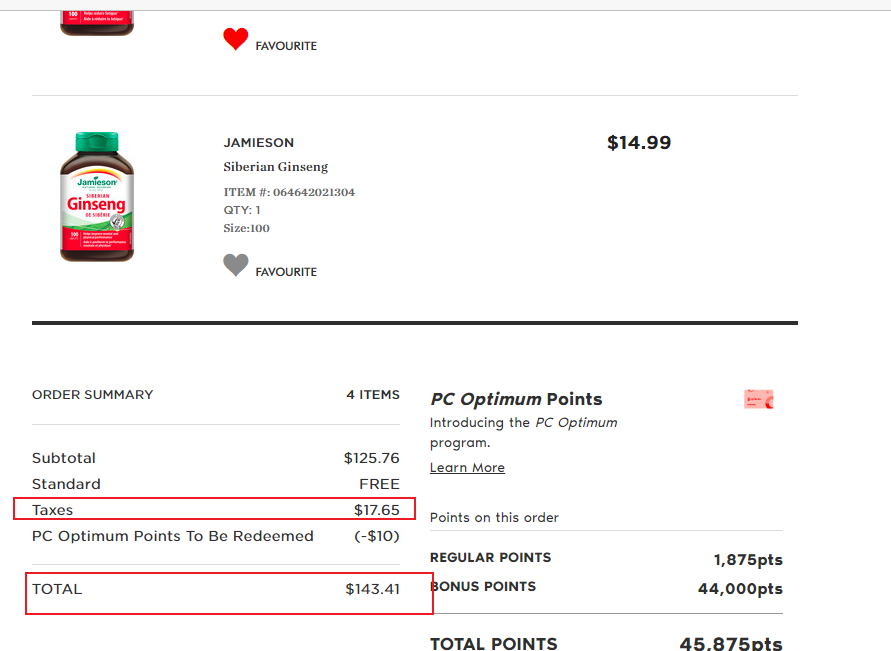 FAVOURITE
JAMIESON
$14.99
Siberian Ginseng
ITEM #: 064642021304
QTY: 1
Size:100
FAVOURITE
Jamieson
SIBERIAN
Ginseng
DE SIBÉRIE
100
ORDER SUMMARY
4 ITEMS
Subtotal
$125.76
Standard
FREE
Taxes
$17.65
PC Optimum Points To Be Redeemed
(-$10)
TOTAL
$143.41
PC Optimum Points
Introducing the PC Optimum
program.
Learn More
Points on this order
REGULAR POINTS
1,875pts
BONUS POINTS
44,000pts
TOTAL POINTS
45,875pts